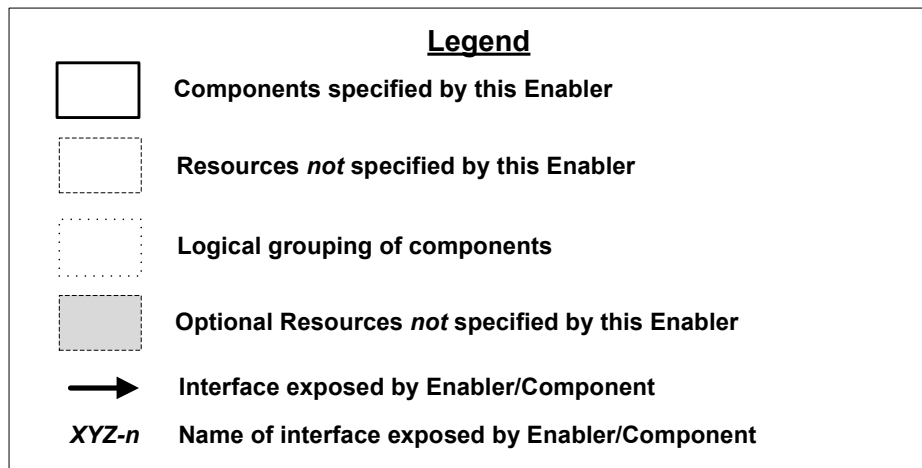 Legend
Components specified by this Enabler
Resources not specified by this Enabler
Logical grouping of components
Optional Resources not specified by this Enabler
Interface exposed by Enabler/Component
XYZ-n Name of interface exposed by Enabler/Component